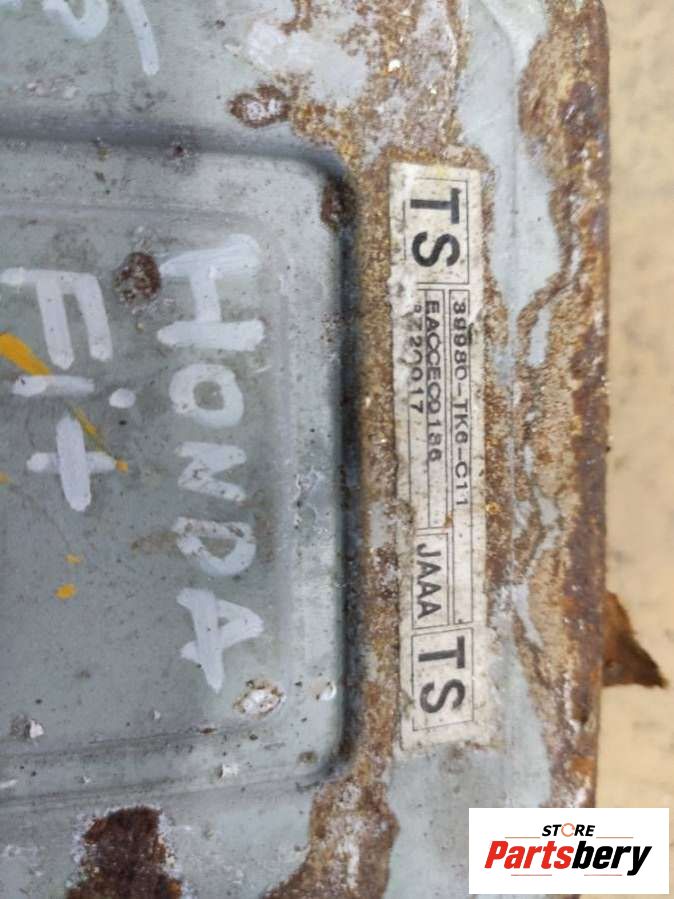 HONDA
Fit
TS
39980-TK6-C11
EACCEC0186
JAAA
TS
STORE
Partsbery